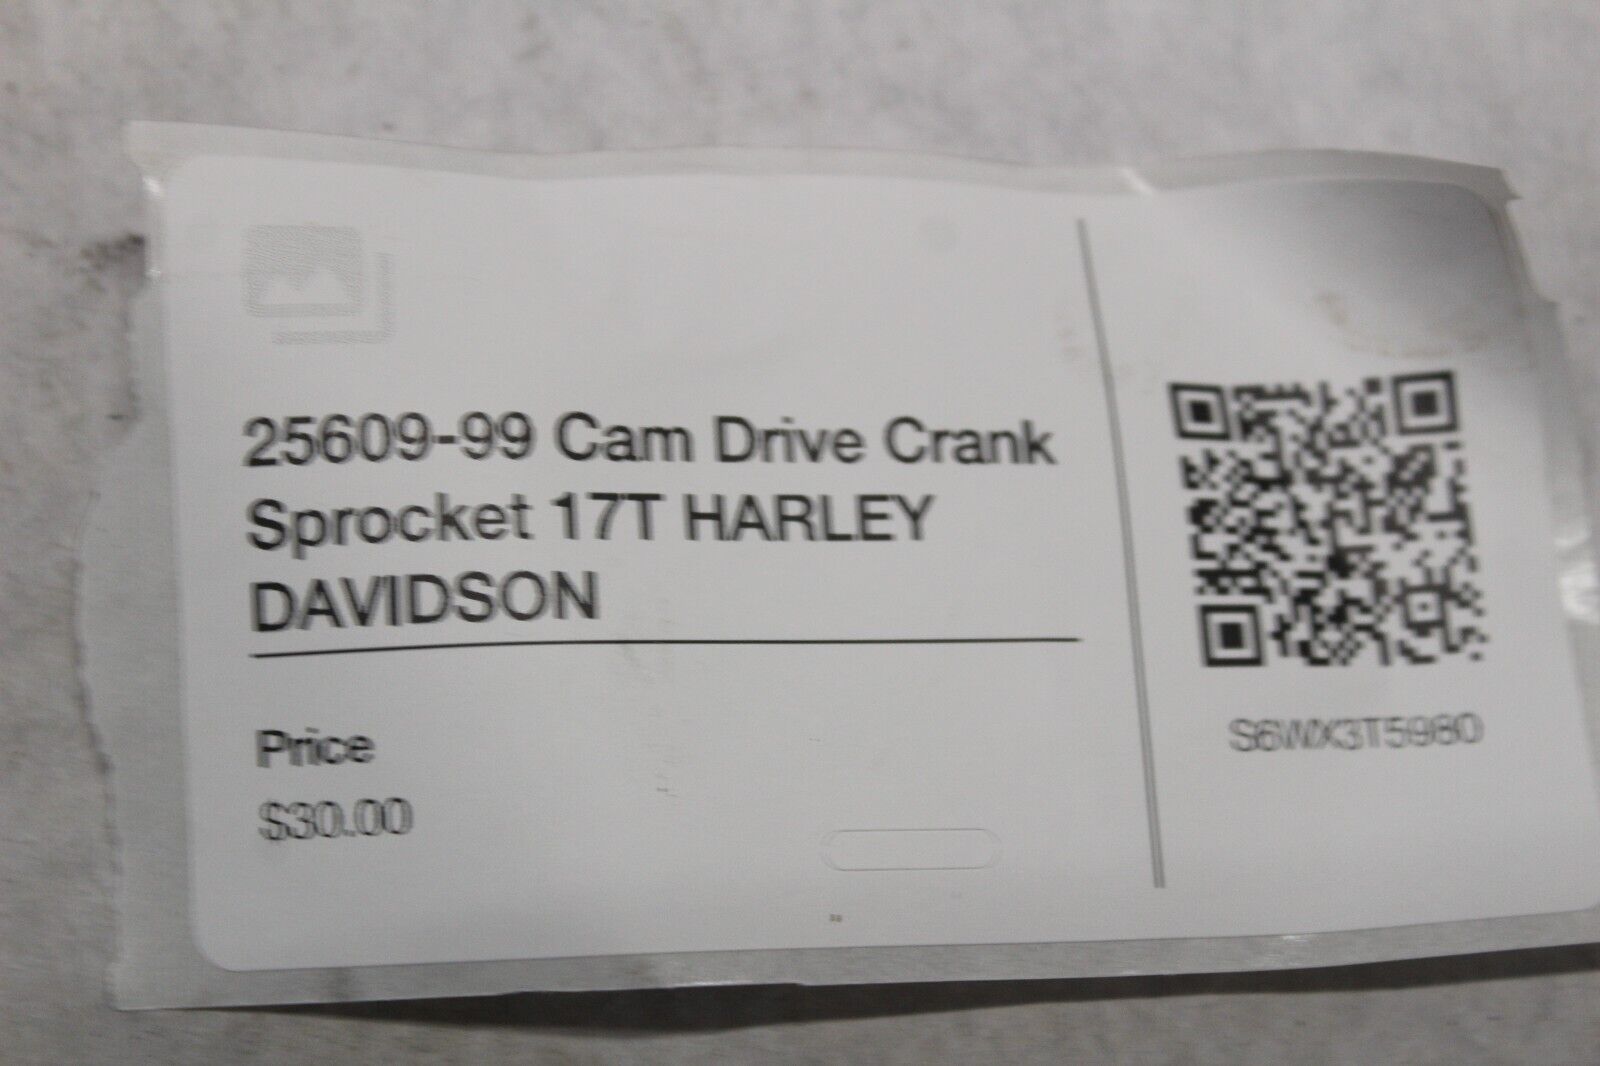 25609-99 Cam Drive Crank
Sprocket 17T HARLEY
DAVIDSON
Price
$30.00
S6WX3T5980